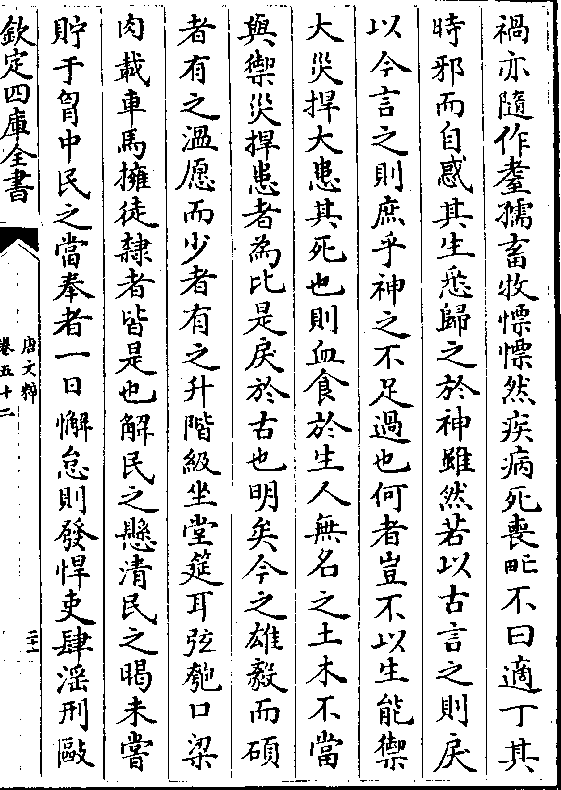 禍亦隨作耋孺畜牧慄慄然疾病死喪甿不曰適丁其
時邪而自惑其生悉歸之於神雖然若以古言之則戾
以今言之則庶乎神之不足過也何者豈不以生能禦
大災捍大患其死也則血食於生人無名之土木不當
與禦災捍患者為比是戾於古也明矣今之雄毅而碩
者有之溫愿而少者有之升階級坐堂筵耳弦匏口粱
肉載車馬擁徒隸者皆是也解民之懸清民之暍未嘗
貯于胷中民之當奉者一日懈怠則發悍吏肆淫刑毆
欽定四庫全書
唐文粹
卷五十二